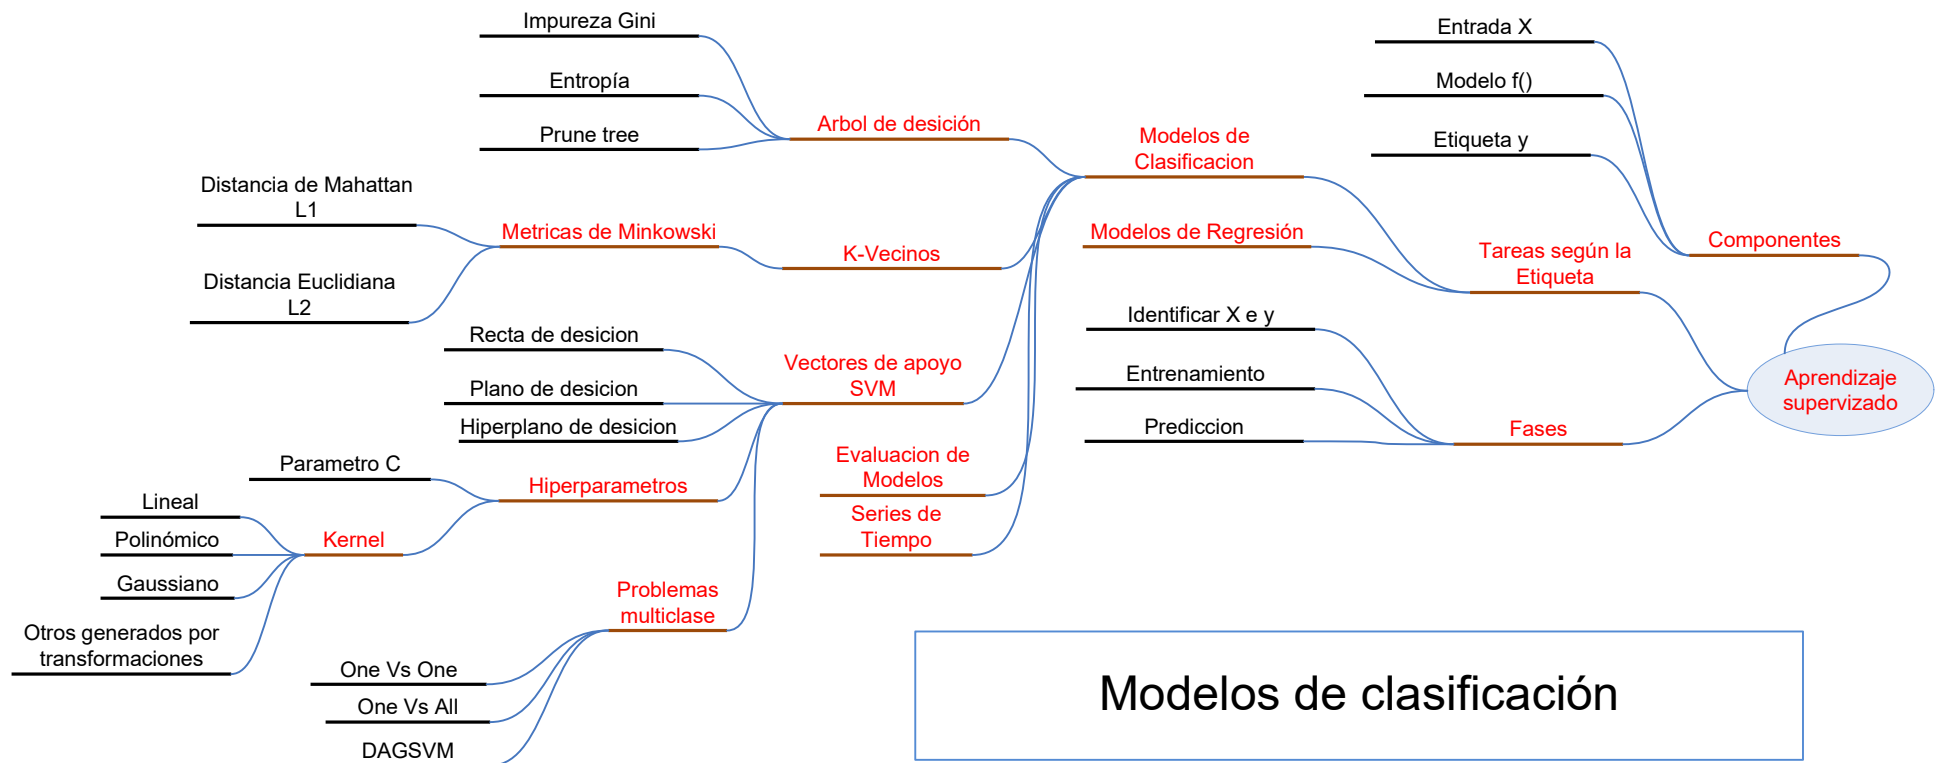 Impureza Gini
Entropía
Prune tree
Arbol de desición
Distancia de Mahattan
L1
Distancia Euclidiana
L2
Metricas de Minkowski
K-Vecinos
Recta de desicion
Plano de desicion
Hiperplano de desicion
Vectores de apoyo
SVM
Parametro C
Hiperparametros
Lineal
Polinómico
Gaussiano
Otros generados por
transformaciones
Kernel
Problemas
multiclase
One Vs One
One Vs All
DAGSVM
Evaluacion de
Modelos
Series de
Tiempo
Modelos de
Clasificacion
Modelos de Regresión
Tareas según la
Etiqueta
Identificar X e y
Entrenamiento
Prediccion
Fases
Entrada X
Modelo f()
Etiqueta y
Componentes
Aprendizaje
supervizado
Modelos de clasificación